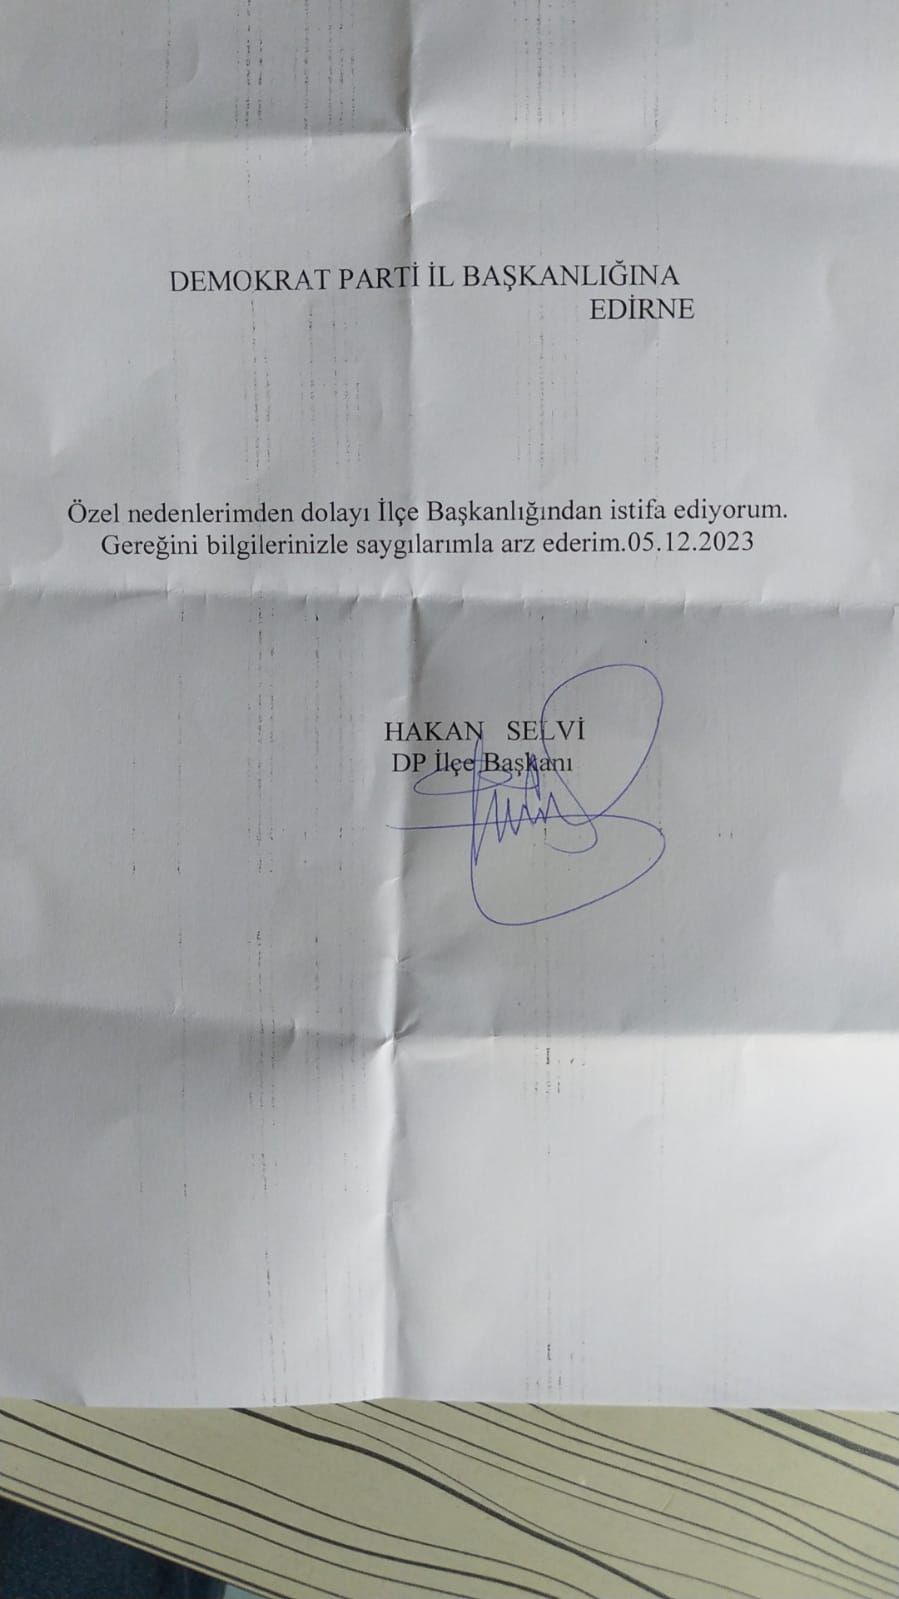 DEMOKRAT PARTİ İL BAŞKANLIĞINA
EDİRNE
Özel nedenlerimden dolayı İlçe Başkanlığından istifa ediyorum.
Gereğini bilgilerinizle saygılarımla arz ederim.05.12.2023
HAKAN SELVİ
DP İlçe Başkanı